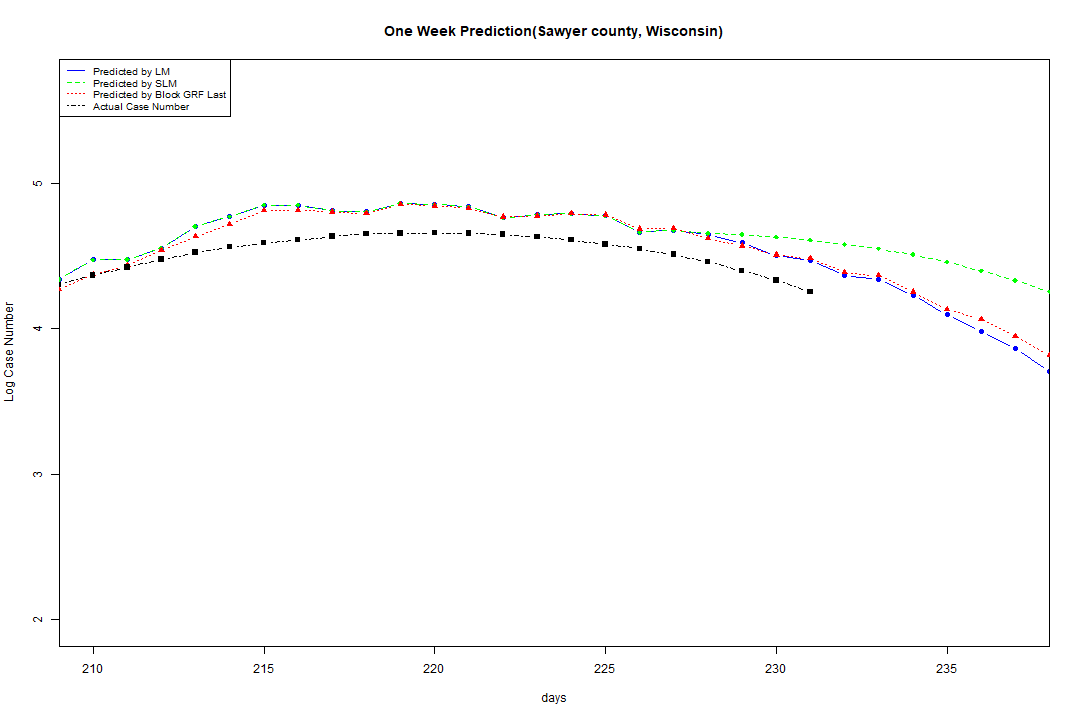 One Week Prediction(Sawyer county, Wisconsin)
Predicted by LM
Predicted by SLM
Predicted by Block GRF Last
Actual Case Number
5
4
3
2
Log Case Number
210
215
220
225
230
235
days